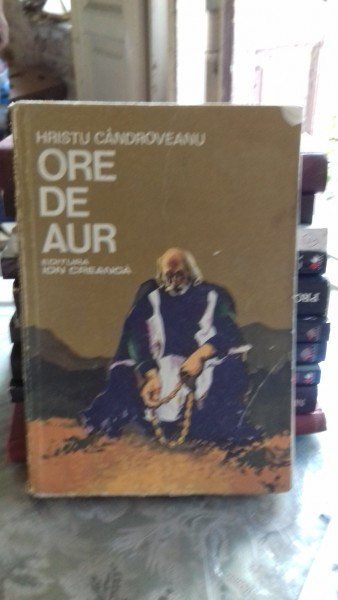 HRISTU CÂNDROVEANU
ORE
DE
AUR
EDITURA
ION CREANGĂ